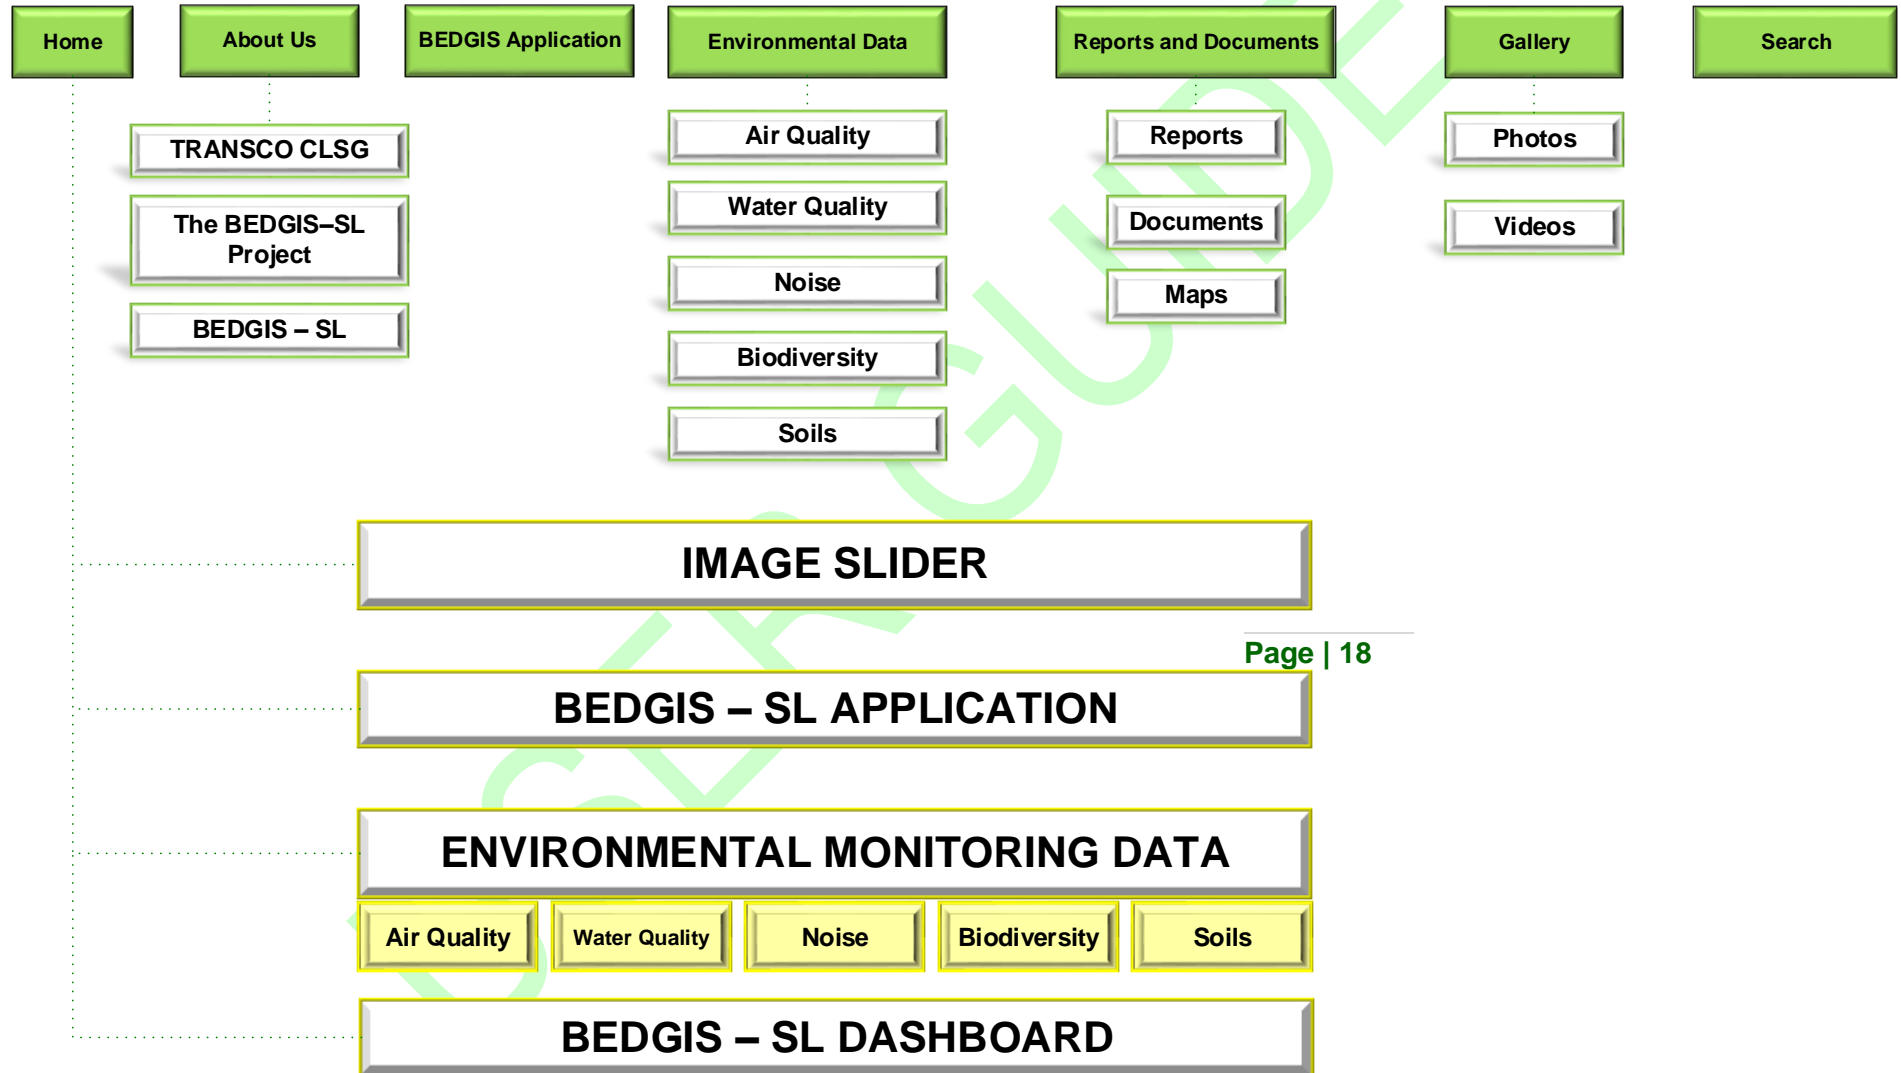 Home
About Us
BEDGIS Application
Environmental Data
Reports and Documents
Gallery
Search
TRANSCO CLSG
The BEDGIS–SL
Project
BEDGIS – SL
Air Quality
Water Quality
Noise
Biodiversity
Soils
Reports
Documents
Maps
Photos
Videos
IMAGE SLIDER
Page | 18
BEDGIS – SL APPLICATION
ENVIRONMENTAL MONITORING DATA
Air Quality
Water Quality
Noise
Biodiversity
Soils
BEDGIS – SL DASHBOARD
USER GUIDE